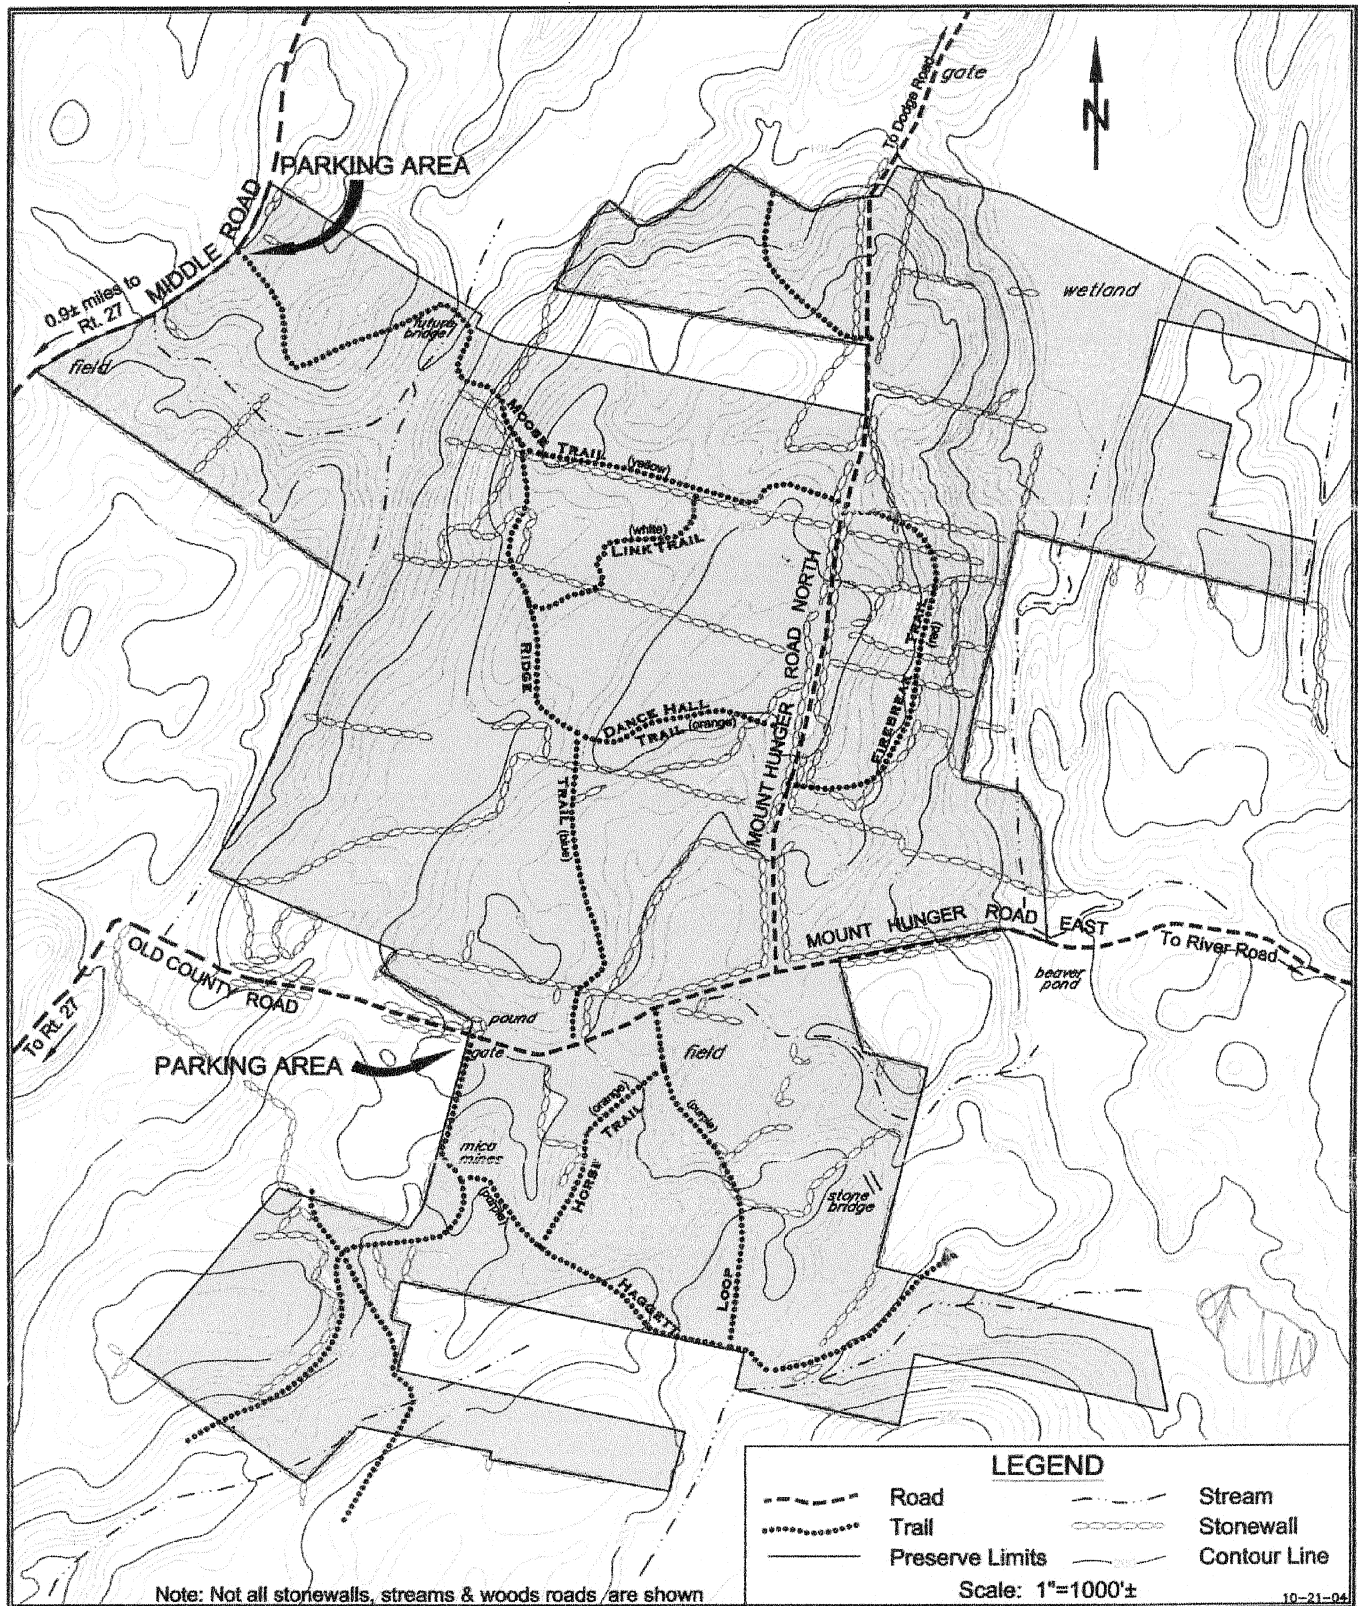 To Dodge Road
gate
N
PARKING AREA
MIDDLE ROAD
0.9± miles to
Rt. 27
wetland
future
bridge
field
MOOSE TRAIL (yellow)
(white)
LINK TRAIL
MOUNT HUNGER ROAD NORTH
FIREBREAK TRAIL
(red)
RIDGE
TRAIL (blue)
DANCK HALL
TRAIL (orange)
MOUNT HUNGER ROAD EAST
To River Road
beaver
pond
OLD COUNTY ROAD
To Rt. 27
pound
gate
PARKING AREA
field
(orange)
HORSE TRAIL
(purple)
LOOP
mica
mines
(purple)
HAGGETT
stone
bridge
LEGEND
Road
Stream
Trail
Stonewall
Preserve Limits
Contour Line
Scale: 1"=1000'±
10-21-04
Note: Not all stonewalls, streams & woods roads are shown